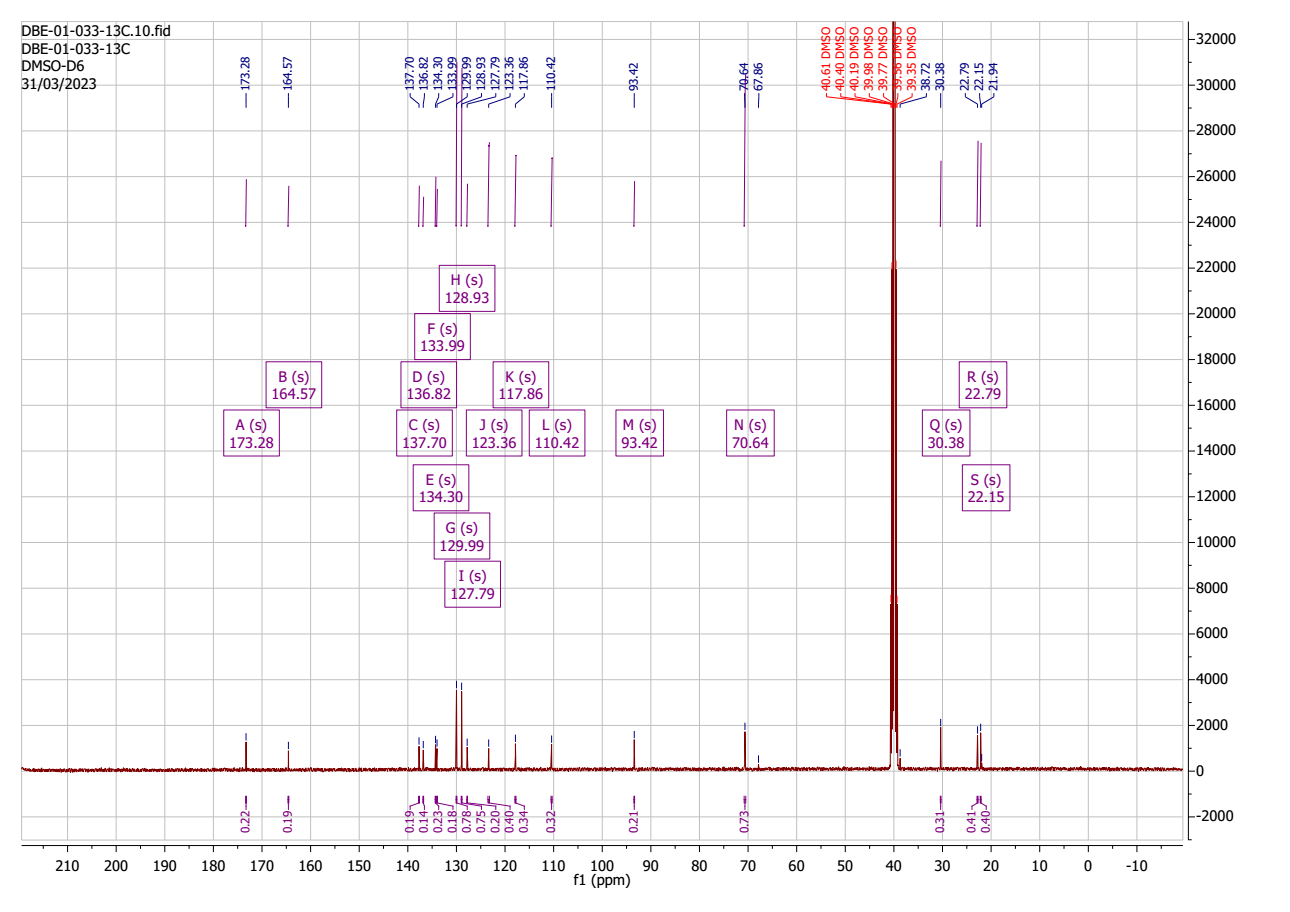 DBE-01-033-13C.10.fid
DBE-01-033-13C
DMSO-D6
31/03/2023
173.28
164.57
137.70
136.82
134.30
133.99
129.99
128.93
127.79
123.36
117.86
110.42
93.42
70.64
67.86
40.61 DMSO
40.40 DMSO
40.19 DMSO
39.98 DMSO
39.77 DMSO
39.56 DMSO
39.35 DMSO
38.72
30.38
22.79
22.15
21.94
H (s)
128.93
F (s)
133.99
B (s)
164.57
D (s)
136.82
K (s)
117.86
R (s)
22.79
A (s)
173.28
C (s)
137.70
J (s)
123.36
L (s)
110.42
M (s)
93.42
N (s)
70.64
Q (s)
30.38
E (s)
134.30
S (s)
22.15
G (s)
129.99
I (s)
127.79
32000
30000
28000
26000
24000
22000
20000
18000
16000
14000
12000
10000
8000
6000
4000
2000
0
-2000
0.22
0.19
0.19
0.14
0.23
0.18
0.78
0.75
0.20
0.40
0.34
0.32
0.21
0.73
0.31
0.41
0.40
210 200 190 180 170 160 150 140 130 120 110 100 90 80 70 60 50 40 30 20 10 0 -10
f1 (ppm)